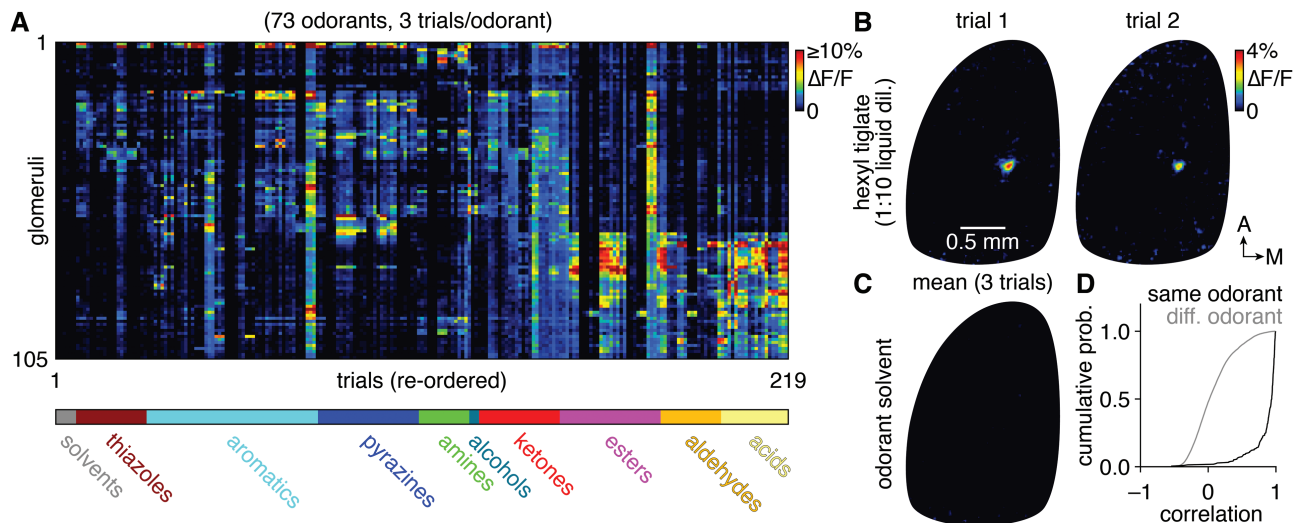 A
(73 odorants, 3 trials/odorant)
1
glomeruli
105
1
trials (re-ordered)
219
≥10%
ΔF/F
0
solvents
thiazoles
aromatics
pyrazines
amines
alcohols
ketones
esters
aldehydes
acids
B
trial 1
trial 2
hexyl tiglate
(1:10 liquid dil.)
0.5 mm
4%
ΔF/F
0
A
M
C
mean (3 trials)
odorant solvent
D
same odorant
diff. odorant
cumulative prob.
1.0
0.5
0.0
−1
0
1
correlation